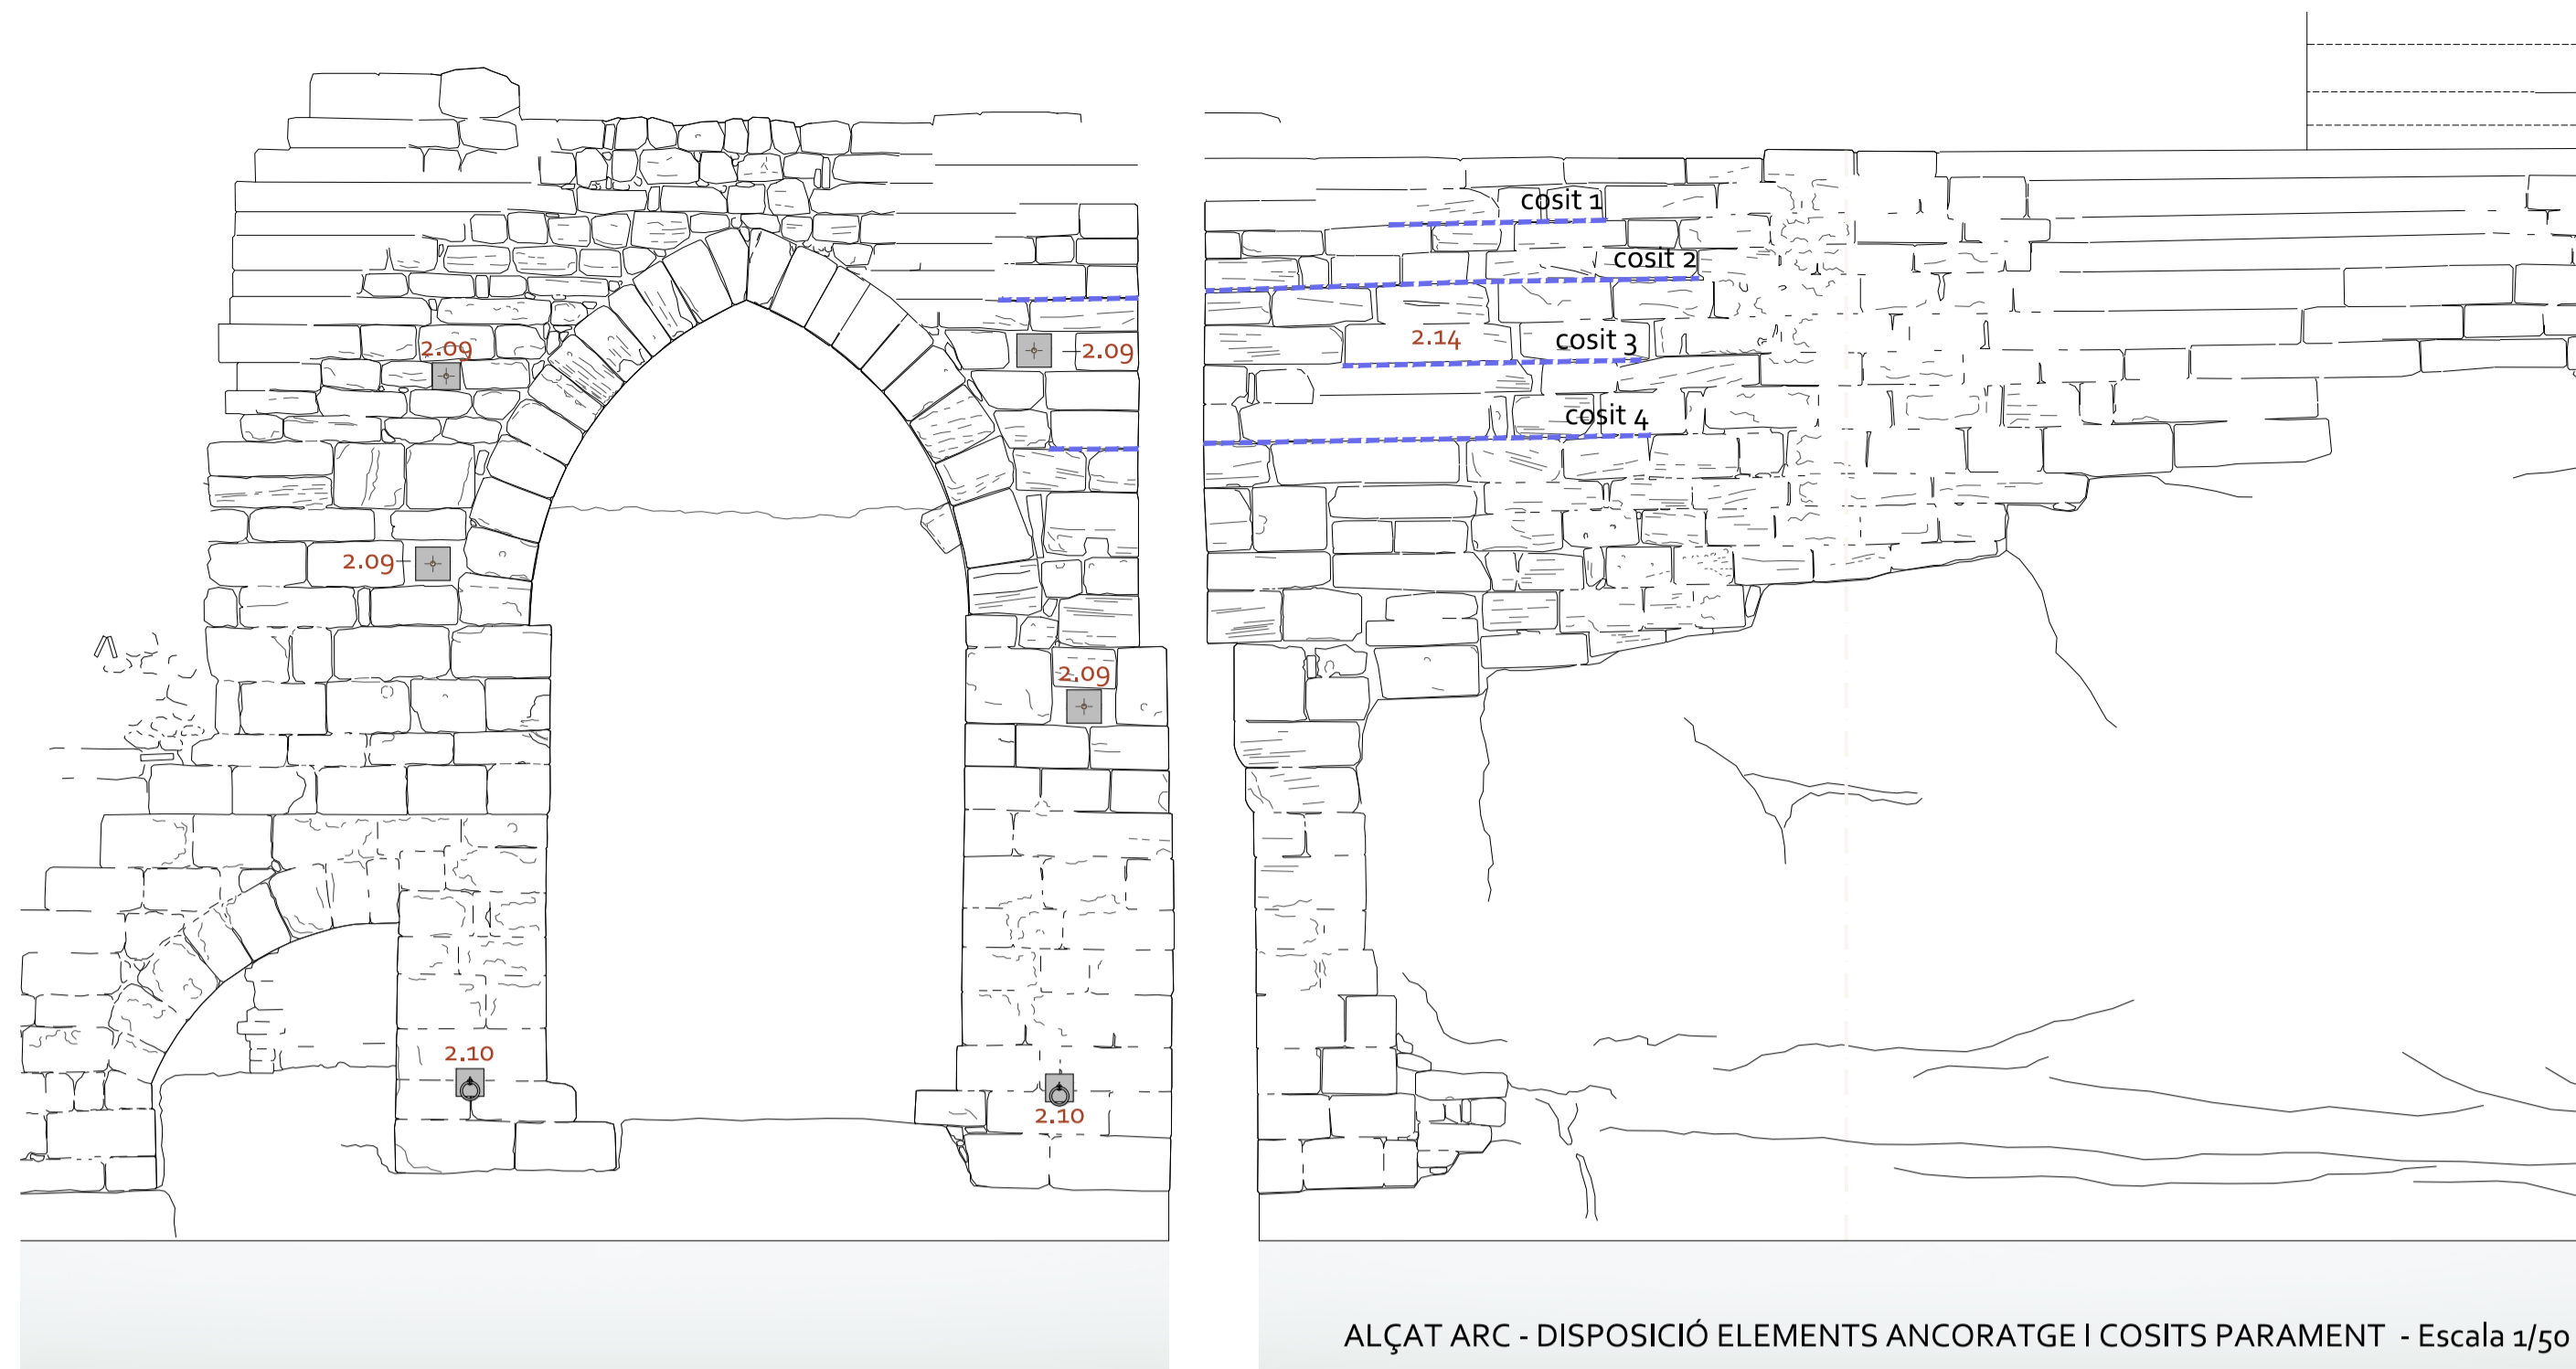 cosit 1
cosit 2
2.09
2.09
2.14
cosit 3
cosit 4
2.09
2.09
2.10
2.10
ALÇAT ARC - DISPOSICIÓ ELEMENTS ANCORATGE I COSITS PARAMENT - Escala 1/50